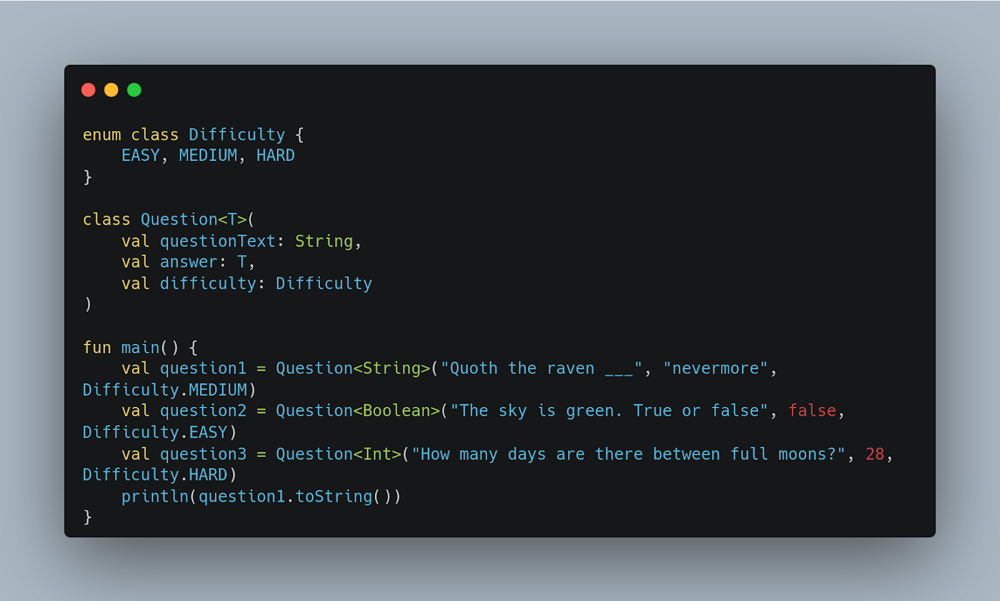 enum class Difficulty {
    EASY, MEDIUM, HARD
}

class Question<T>(
    val questionText: String,
    val answer: T,
    val difficulty: Difficulty
)

fun main() {
    val question1 = Question<String>("Quoth the raven ___", "nevermore",
Difficulty.MEDIUM)
    val question2 = Question<Boolean>("The sky is green. True or false", false,
Difficulty.EASY)
    val question3 = Question<Int>("How many days are there between full moons?", 28,
Difficulty.HARD)
    println(question1.toString())
}